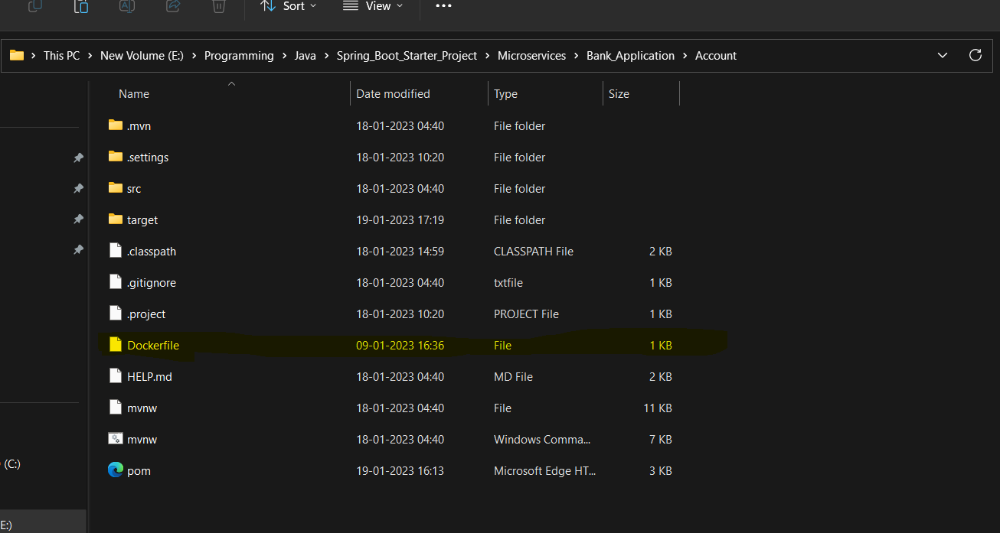 Sort View
This PC New Volume (E:) Programming Java Spring_Boot_Starter_Project Microservices Bank_Application Account
Name Date modified Type Size
.mvn 18-01-2023 04:40 File folder
.settings 18-01-2023 10:20 File folder
src 18-01-2023 04:40 File folder
target 19-01-2023 17:19 File folder
.classpath 18-01-2023 14:59 CLASSPATH File 2 KB
.gitignore 18-01-2023 04:40 txtfile 1 KB
.project 18-01-2023 10:20 PROJECT File 1 KB
Dockerfile 09-01-2023 16:36 File 1 KB
HELP.md 18-01-2023 04:40 MD File 2 KB
mvnw 18-01-2023 04:40 File 11 KB
mvnw 18-01-2023 04:40 Windows Comma... 7 KB
(C:)
pom 19-01-2023 16:13 Microsoft Edge HT... 3 KB
E:)